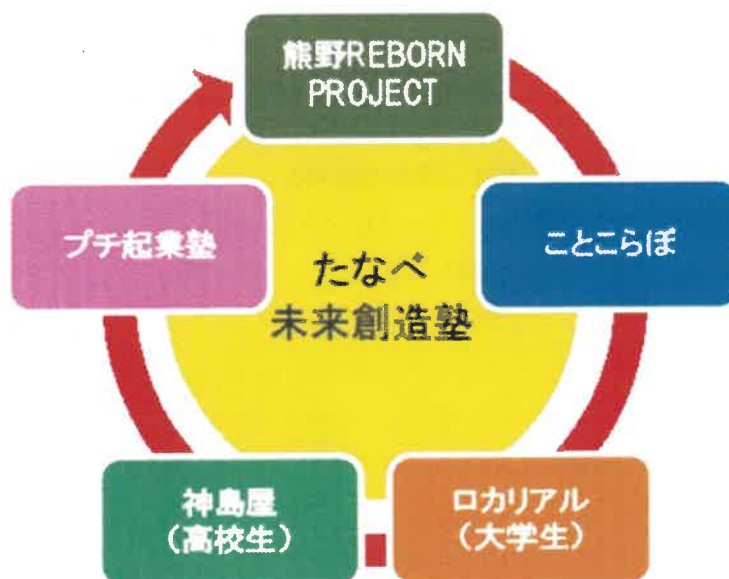 熊野REBORN
PROJECT
プチ起業塾
ことこらぼ
たなべ
未来創造塾
神島屋
(高校生)
ロカリアル
(大学生)